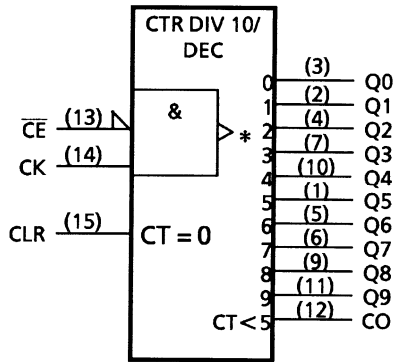 CTR DIV 10/
DEC
&
*
CE (13)
CK (14)
CLR (15) CT = 0
0 (3) Q0
1 (2) Q1
2 (4) Q2
3 (7) Q3
4 (10) Q4
5 (1) Q5
6 (5) Q6
7 (6) Q7
8 (9) Q8
9 (11) Q9
CT<5 (12) CO